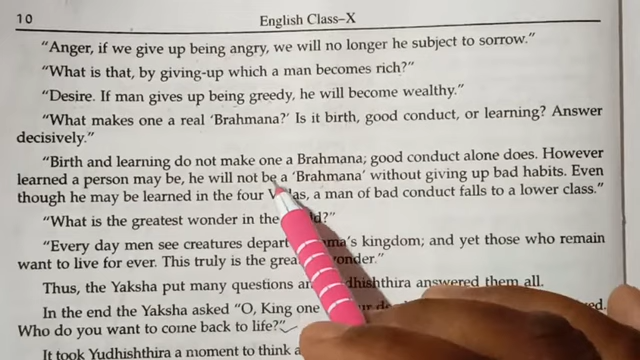 10
English Class–X
“Anger, if we give up being angry, we will no longer he subject to sorrow.”
“What is that, by giving-up which a man becomes rich?”
“Desire. If man gives up being greedy, he will become wealthy.”
“What makes one a real ‘Brahmana?’ Is it birth, good conduct, or learning? Answer
decisively.”
“Birth and learning do not make one a Brahmana; good conduct alone does. However
learned a person may be, he will not be a ‘Brahmana’ without giving up bad habits. Even
though he may be learned in the four , a man of bad conduct falls to a lower class.”
“What is the greatest wonder in the
“Every day men see creatures depart kingdom; and yet those who remain
want to live for ever. This truly is the
Thus, the Yaksha put many questions answered them all.
In the end the Yaksha asked “O, King one
Who do you want to come back to life?”
It took Yudhishthira a moment to think